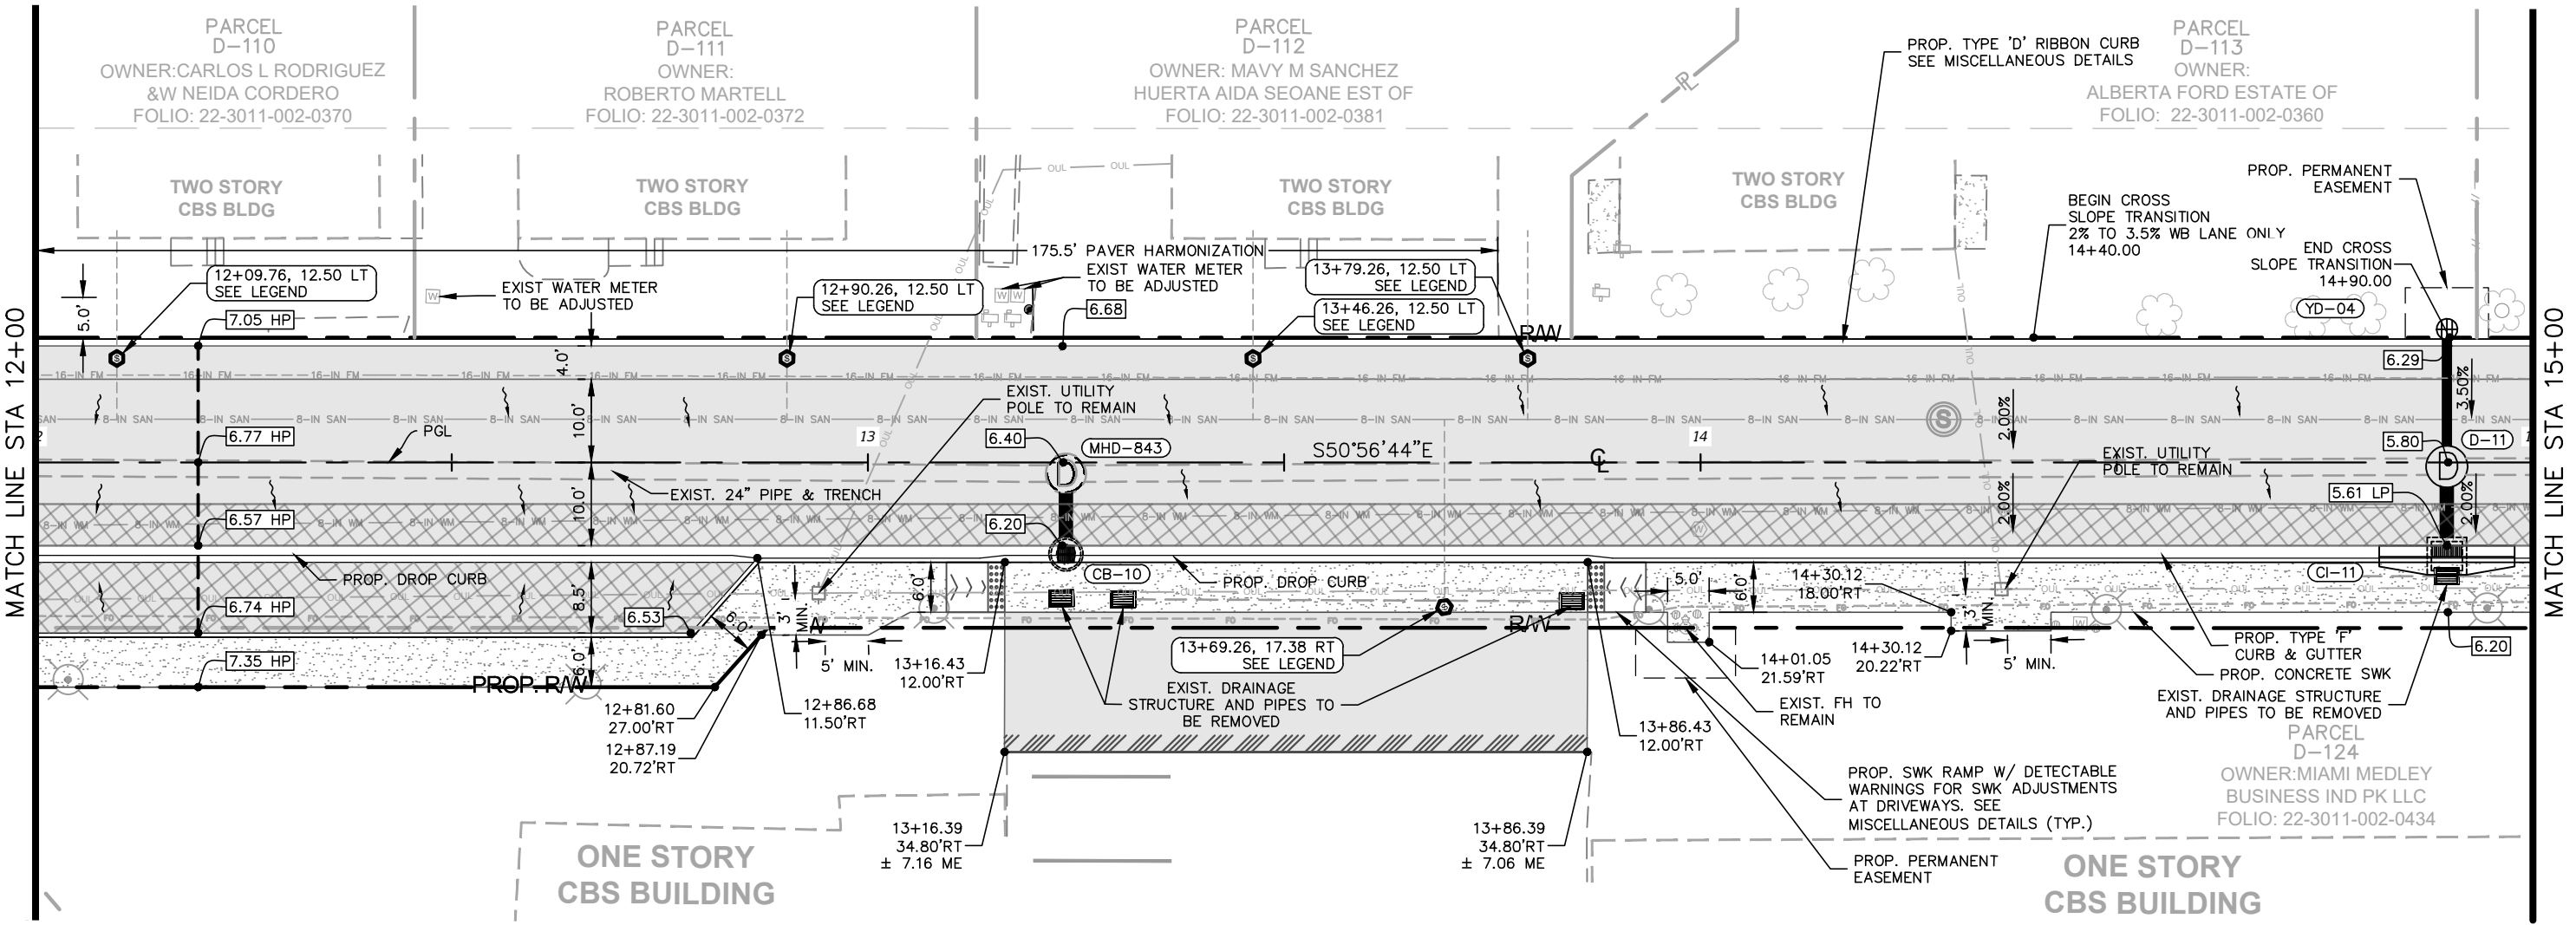 PARCEL
D-110
OWNER:CARLOS L RODRIGUEZ
&W NEIDA CORDERO
FOLIO: 22-3011-002-0370
PARCEL
D-111
OWNER:
ROBERTO MARTELL
FOLIO: 22-3011-002-0372
PARCEL
D-112
OWNER: MAVY M SANCHEZ
HUERTA AIDA SEOANE EST OF
FOLIO: 22-3011-002-0381
PARCEL
D-113
OWNER:
ALBERTA FORD ESTATE OF
FOLIO: 22-3011-002-0360
PROP. TYPE 'D' RIBBON CURB
SEE MISCELLANEOUS DETAILS
PL
TWO STORY
CBS BLDG
TWO STORY
CBS BLDG
TWO STORY
CBS BLDG
TWO STORY
CBS BLDG
OUL OUL
PROP. PERMANENT
EASEMENT
BEGIN CROSS
SLOPE TRANSITION
2% TO 3.5% WB LANE ONLY
14+40.00
END CROSS
SLOPE TRANSITION
14+90.00
YD-04
175.5' PAVER HARMONIZATION
12+09.76, 12.50 LT
SEE LEGEND
EXIST WATER METER
TO BE ADJUSTED
12+90.26, 12.50 LT
SEE LEGEND
EXIST WATER METER
TO BE ADJUSTED
13+79.26, 12.50 LT
SEE LEGEND
13+46.26, 12.50 LT
SEE LEGEND
5.0'
7.05 HP
6.68
R/W
4.0'
6.29
3.50%
16-IN FM
EXIST. UTILITY
POLE TO REMAIN
8-IN SAN
10.0'
S
2.00%
6.77 HP
PGL
13
6.40
MHD-843
S50°56'44"E
CL
14
EXIST. UTILITY
POLE TO REMAIN
5.80
D-11
D
D
EXIST. 24" PIPE & TRENCH
10.0'
2.00%
5.61 LP
2.00%
8-IN WM
6.57 HP
6.20
PROP. DROP CURB
CB-10
PROP. DROP CURB
CI-11
8.5'
6.74 HP
6.53
6.0'
3'
MIN.
6.0'
5.0'
6.0'
14+30.12
18.00'RT
3'
MIN
R/W
5' MIN.
13+16.43
12.00'RT
13+69.26, 17.38 RT
SEE LEGEND
14+01.05
21.59'RT
14+30.12
20.22'RT
5' MIN.
PROP. TYPE 'F'
CURB & GUTTER
6.20
PROP. CONCRETE SWK
7.35 HP
6.0'
PROP. R/W
12+81.60
27.00'RT
12+87.19
20.72'RT
12+86.68
11.50'RT
EXIST. DRAINAGE
STRUCTURE AND PIPES TO
BE REMOVED
EXIST. FH TO
REMAIN
13+86.43
12.00'RT
EXIST. DRAINAGE STRUCTURE
AND PIPES TO BE REMOVED
PARCEL
D-124
OWNER:MIAMI MEDLEY
BUSINESS IND PK LLC
FOLIO: 22-3011-002-0434
PROP. SWK RAMP W/ DETECTABLE
WARNINGS FOR SWK ADJUSTMENTS
AT DRIVEWAYS. SEE
MISCELLANEOUS DETAILS (TYP.)
13+16.39
34.80'RT
± 7.16 ME
13+86.39
34.80'RT
± 7.06 ME
PROP. PERMANENT
EASEMENT
ONE STORY
CBS BUILDING
ONE STORY
CBS BUILDING
MATCH LINE STA 12+00
MATCH LINE STA 15+00